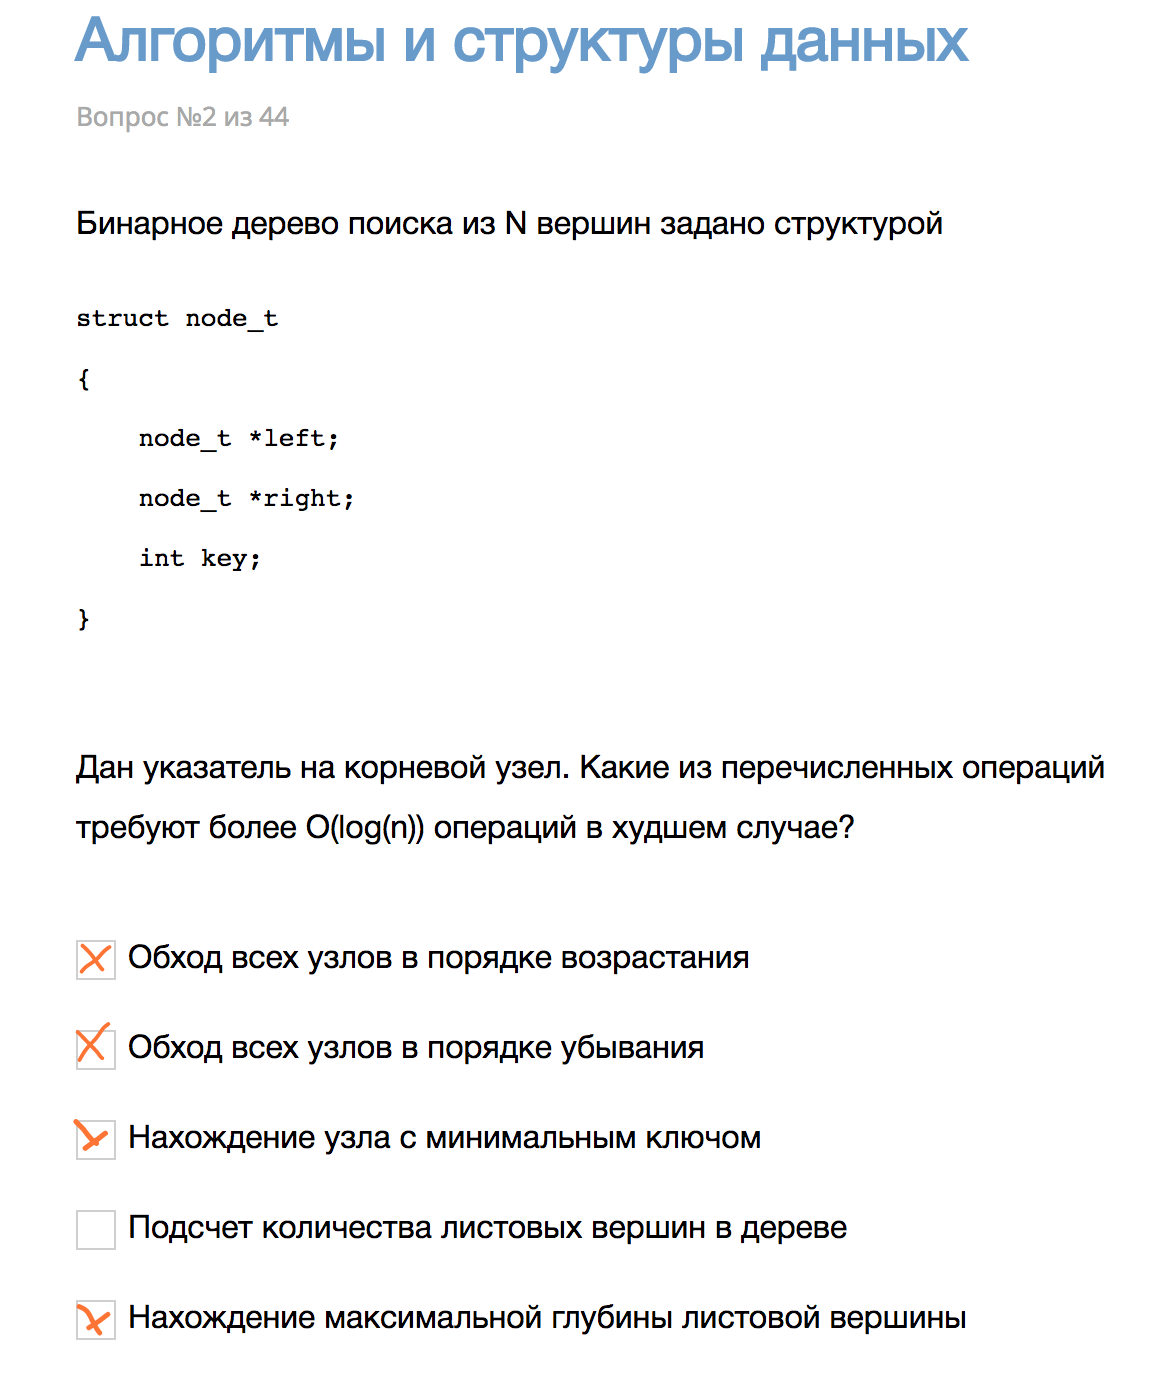 Алгоритмы и структуры данных
Вопрос №2 из 44
Бинарное дерево поиска из N вершин задано структурой
struct node_t
{
node_t *left;
node_t *right;
int key;
}
Дан указатель на корневой узел. Какие из перечисленных операций
требуют более O(log(n)) операций в худшем случае?
Обход всех узлов в порядке возрастания
Обход всех узлов в порядке убывания
Нахождение узла с минимальным ключом
Подсчет количества листовых вершин в дереве
Нахождение максимальной глубины листовой вершины